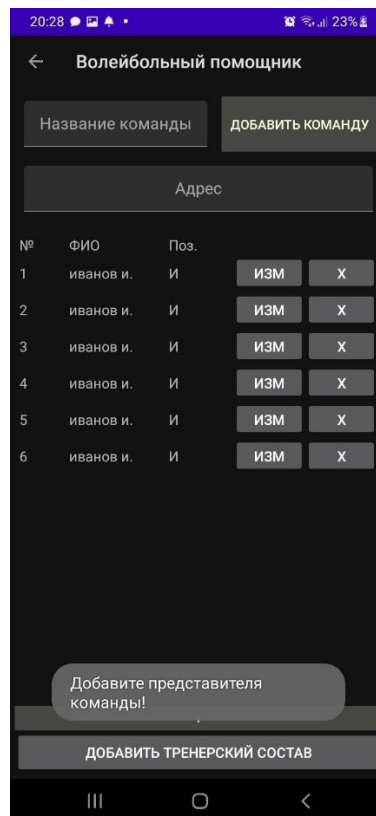 20:28 23%
Волейбольный помощник
Название команды ДОБАВИТЬ КОМАНДУ
Адрес
№ ФИО Поз.
1 иванов и. И ИЗМ X
2 иванов и. И ИЗМ X
3 иванов и. И ИЗМ X
4 иванов и. И ИЗМ X
5 иванов и. И ИЗМ X
6 иванов и. И ИЗМ X
Добавите представителя
команды!
ДОБАВИТЬ ТРЕНЕРСКИЙ СОСТАВ